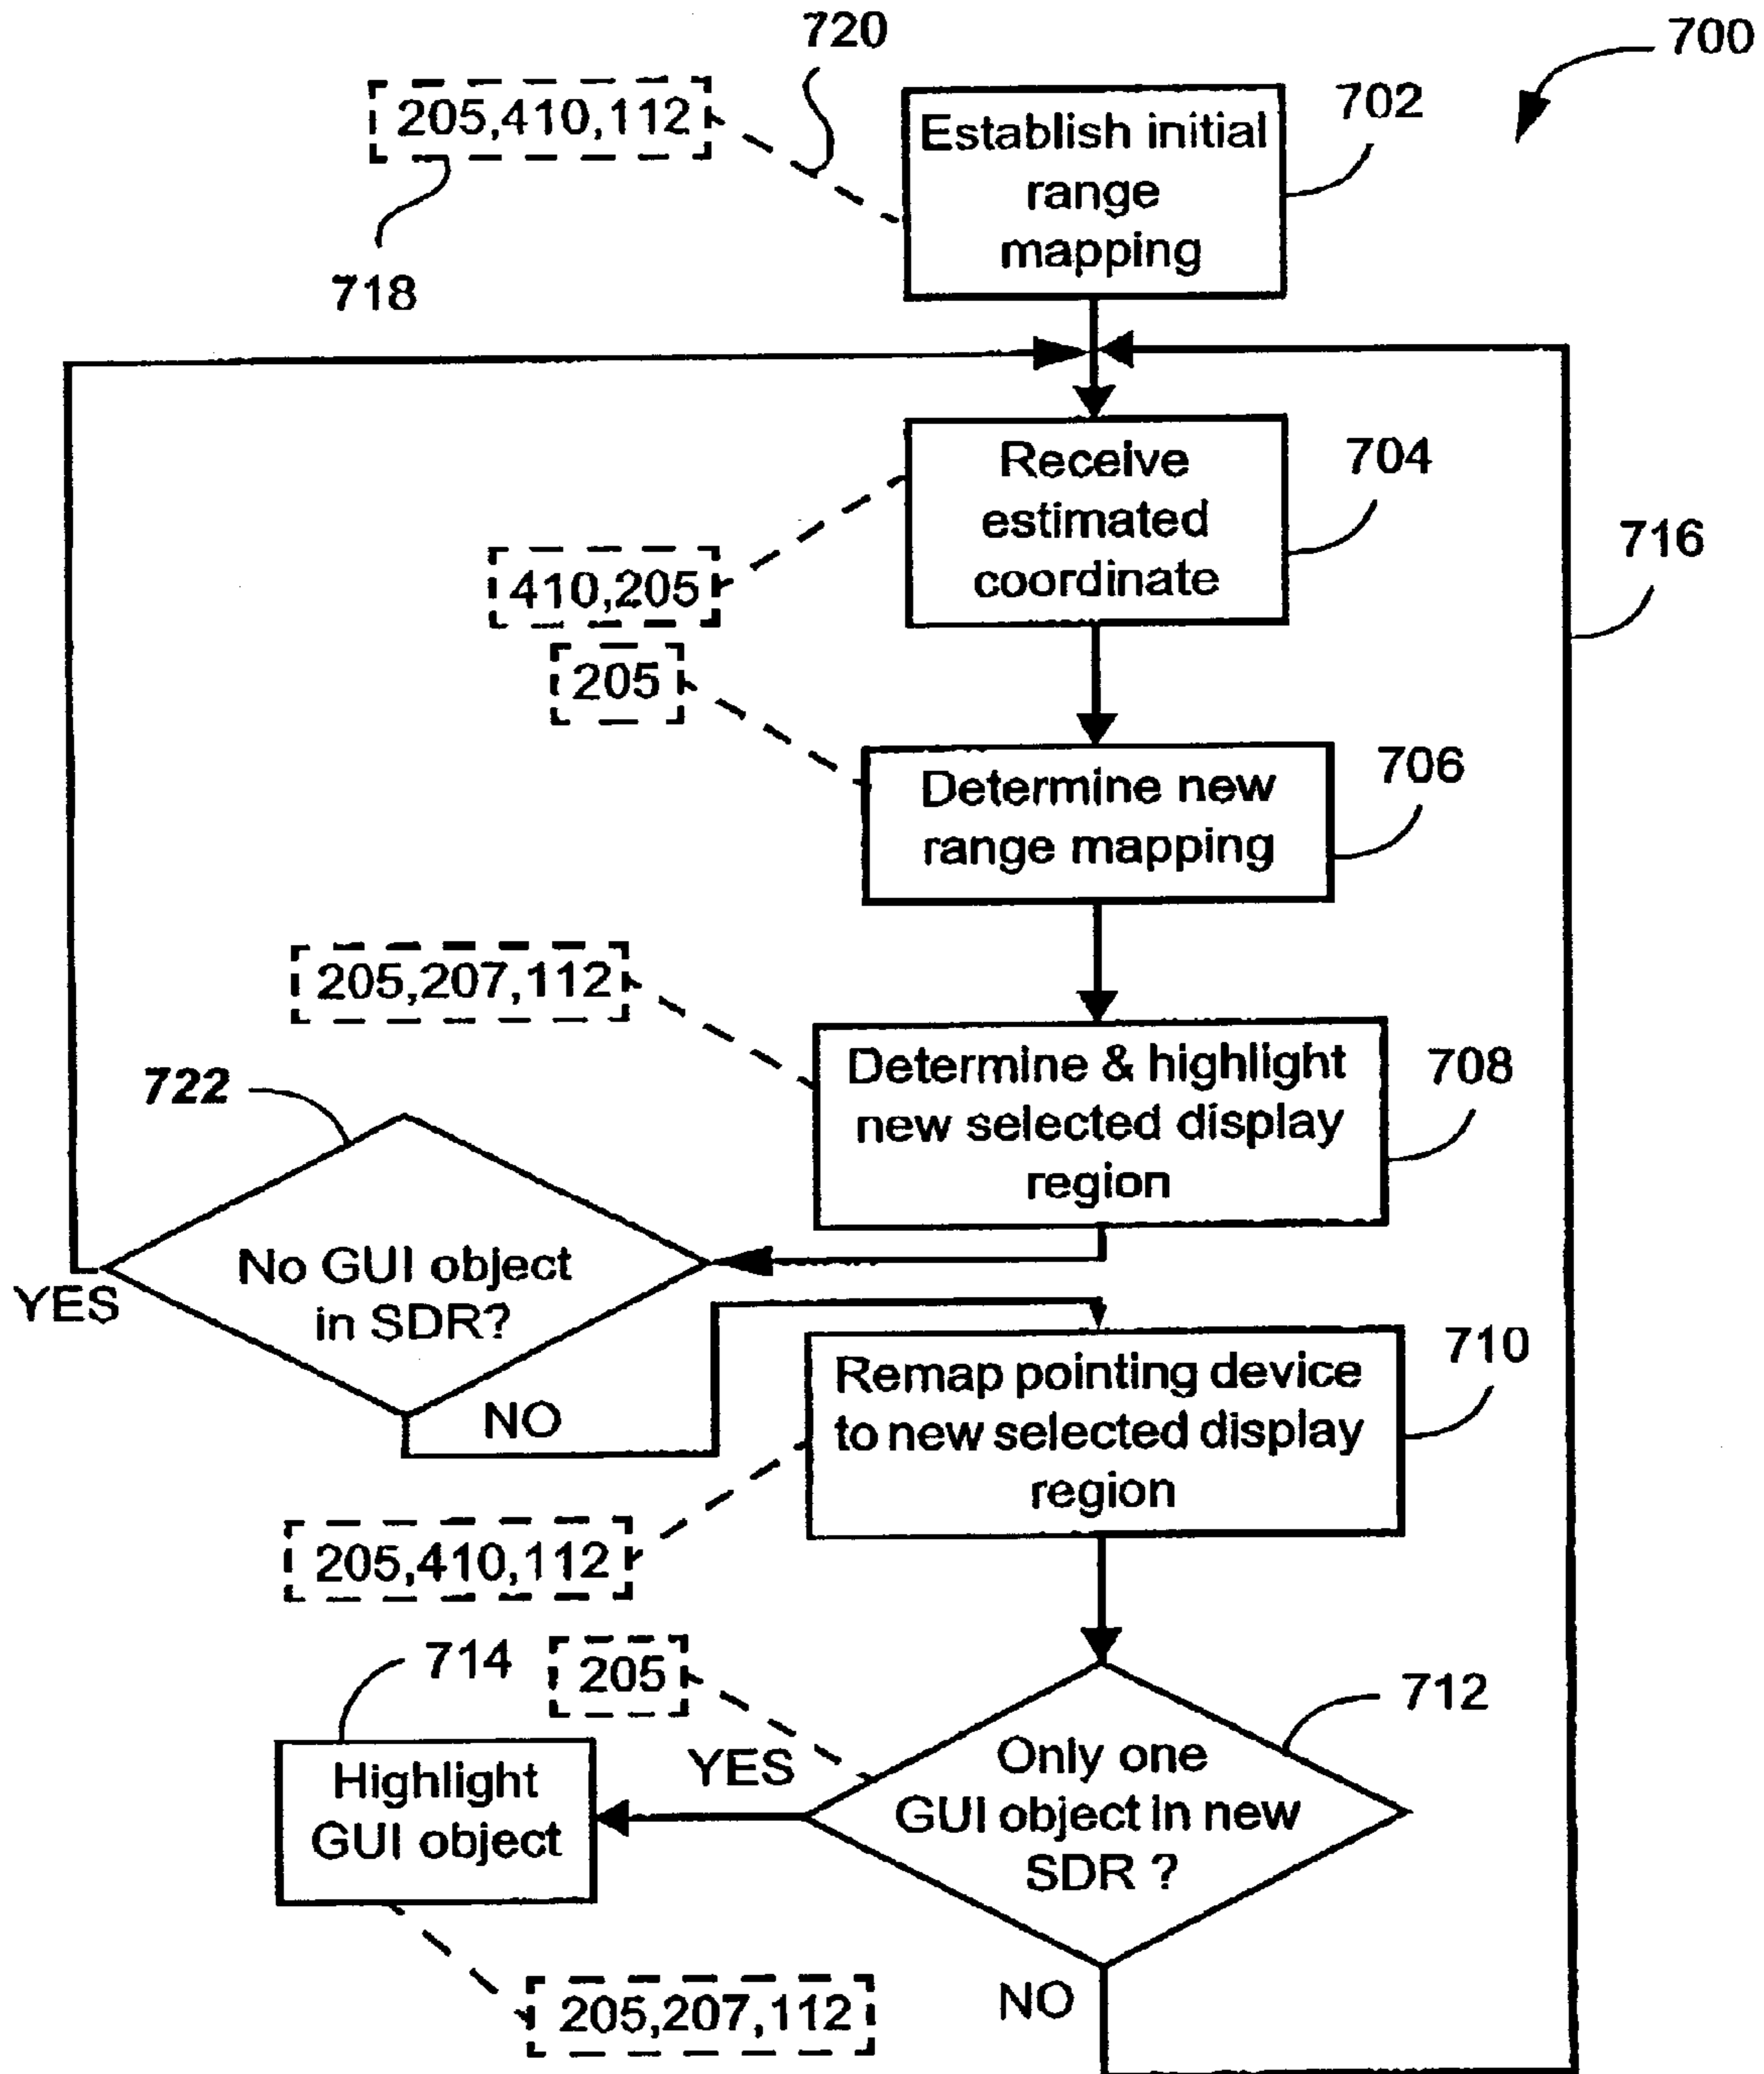 720
700
205,410,112
Establish initial
range
mapping
702
718
Receive
estimated
coordinate
704
410,205
716
205
Determine new
range mapping
706
205,207,112
Determine & highlight
new selected display
region
708
722
No GUI object
in SDR?
YES
NO
Remap pointing device
to new selected display
region
710
205,410,112
714
205
712
Highlight
GUI object
YES
Only one
GUI object in new
SDR ?
205,207,112
NO